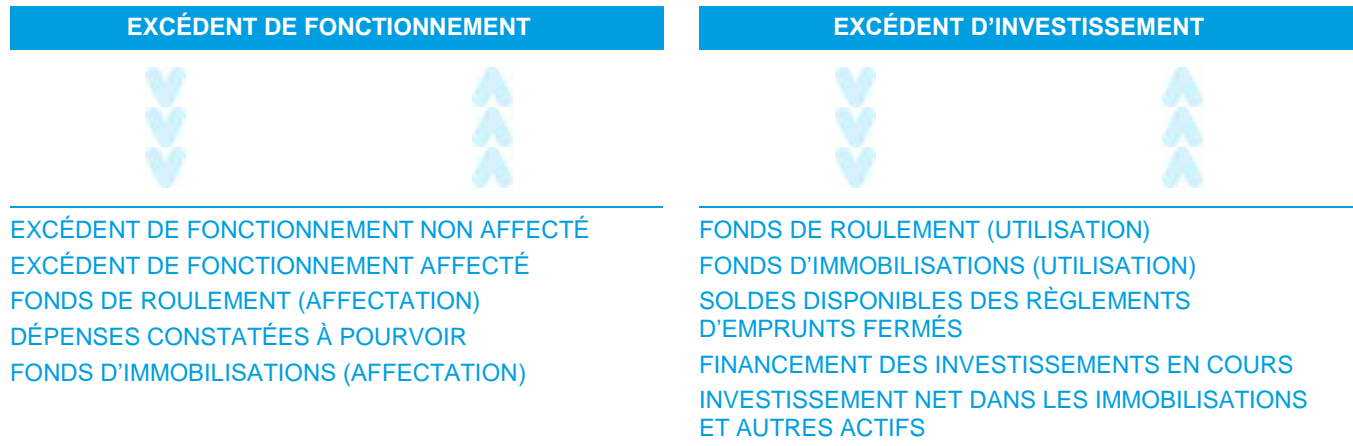 EXCÉDENT DE FONCTIONNEMENT
EXCÉDENT DE FONCTIONNEMENT NON AFFECTÉ
EXCÉDENT DE FONCTIONNEMENT AFFECTÉ
FONDS DE ROULEMENT (AFFECTATION)
DÉPENSES CONSTATÉES À POURVOIR
FONDS D’IMMOBILISATIONS (AFFECTATION)
EXCÉDENT D’INVESTISSEMENT
FONDS DE ROULEMENT (UTILISATION)
FONDS D’IMMOBILISATIONS (UTILISATION)
SOLDES DISPONIBLES DES RÈGLEMENTS
D’EMPRUNTS FERMÉS
FINANCEMENT DES INVESTISSEMENTS EN COURS
INVESTISSEMENT NET DANS LES IMMOBILISATIONS
ET AUTRES ACTIFS